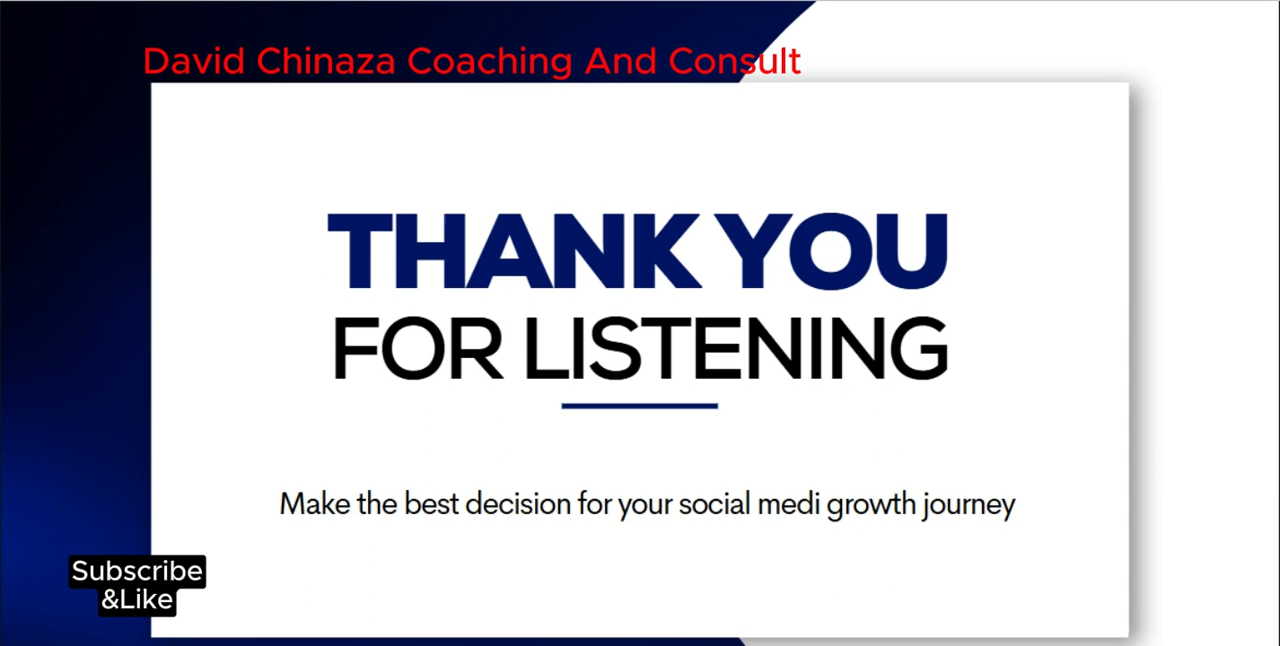 David Chinaza Coaching And Consult
THANK YOU
FOR LISTENING
Make the best decision for your social medi growth journey
Subscribe
&Like